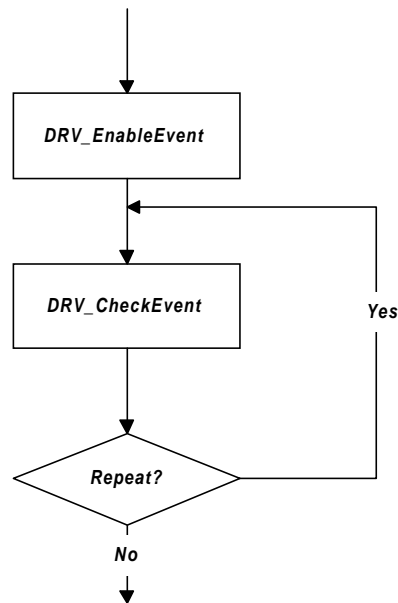 DRV_EnableEvent
DRV_CheckEvent
Yes
Repeat?
No